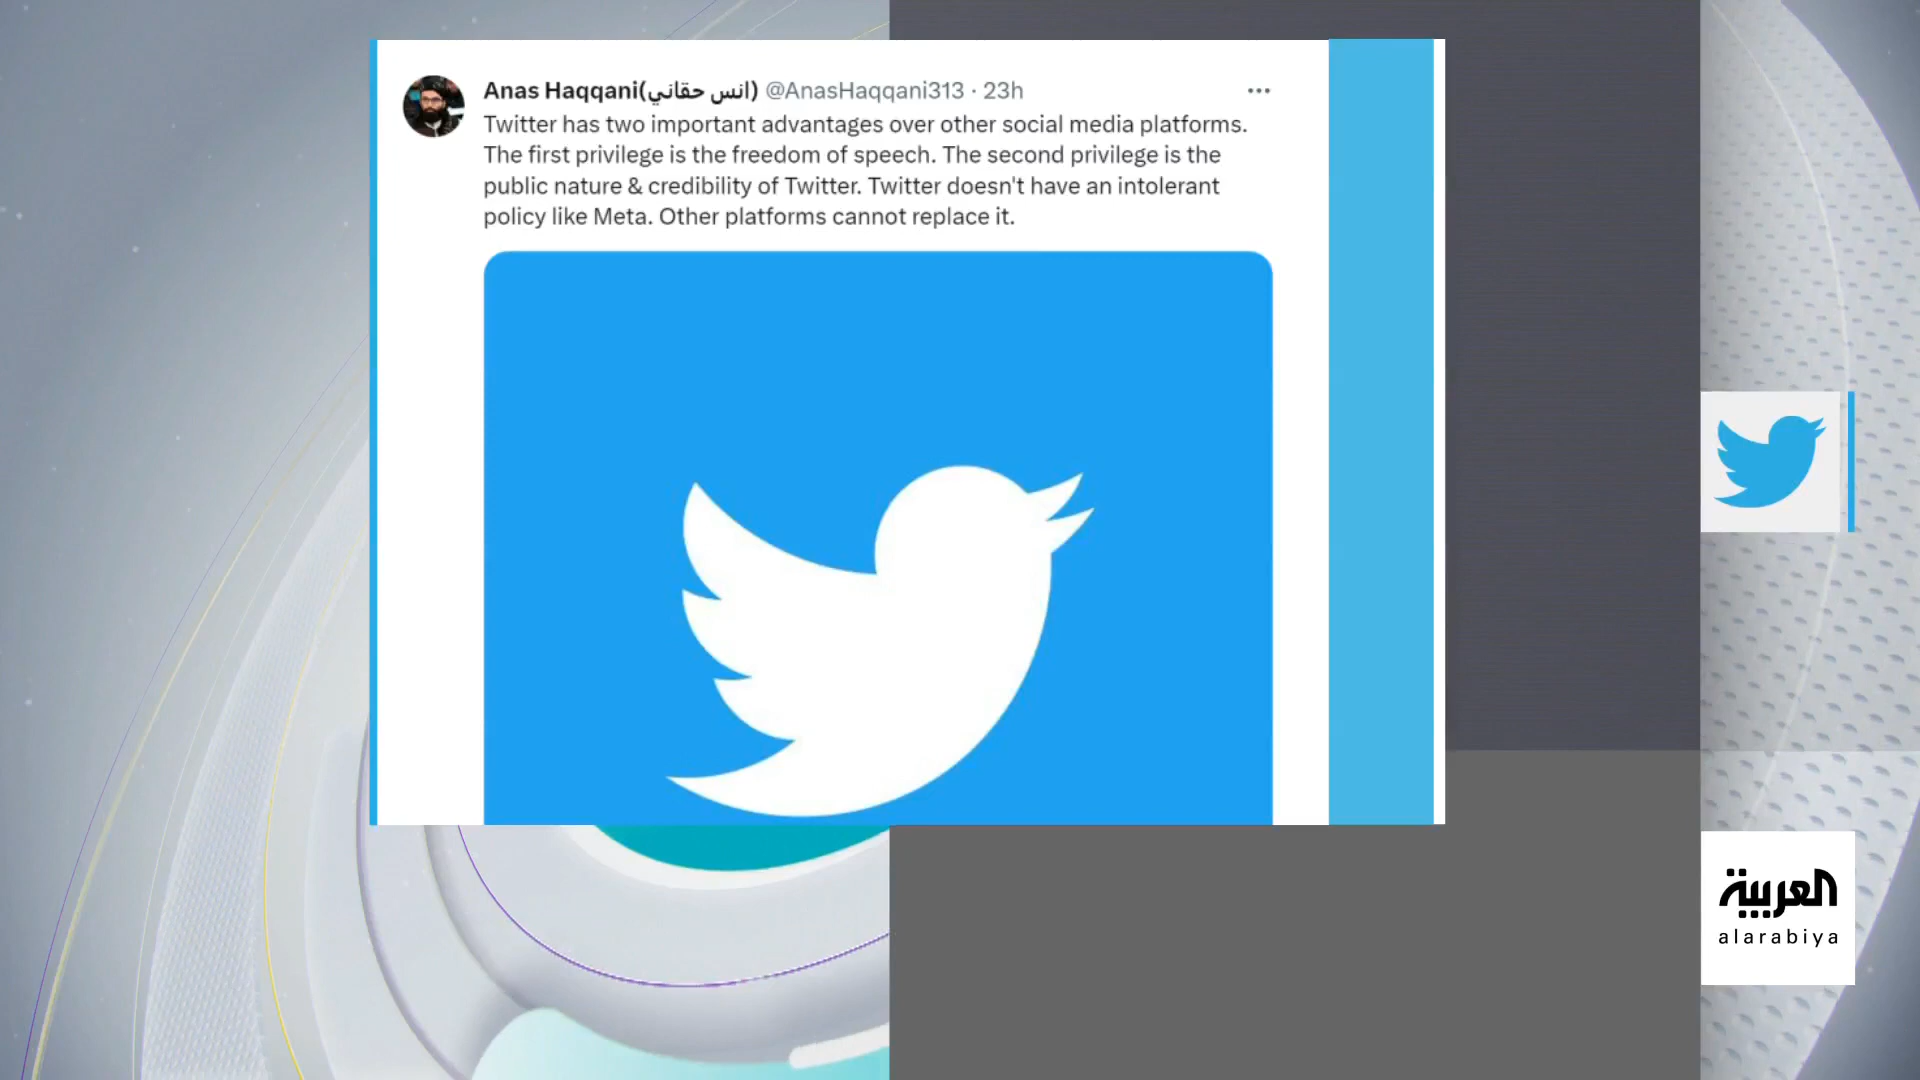 Anas Haqqani(انس حقاني) @AnasHaqqani313 · 23h
Twitter has two important advantages over other social media platforms.
The first privilege is the freedom of speech. The second privilege is the
public nature & credibility of Twitter. Twitter doesn't have an intolerant
policy like Meta. Other platforms cannot replace it.
العربية
alarabiya